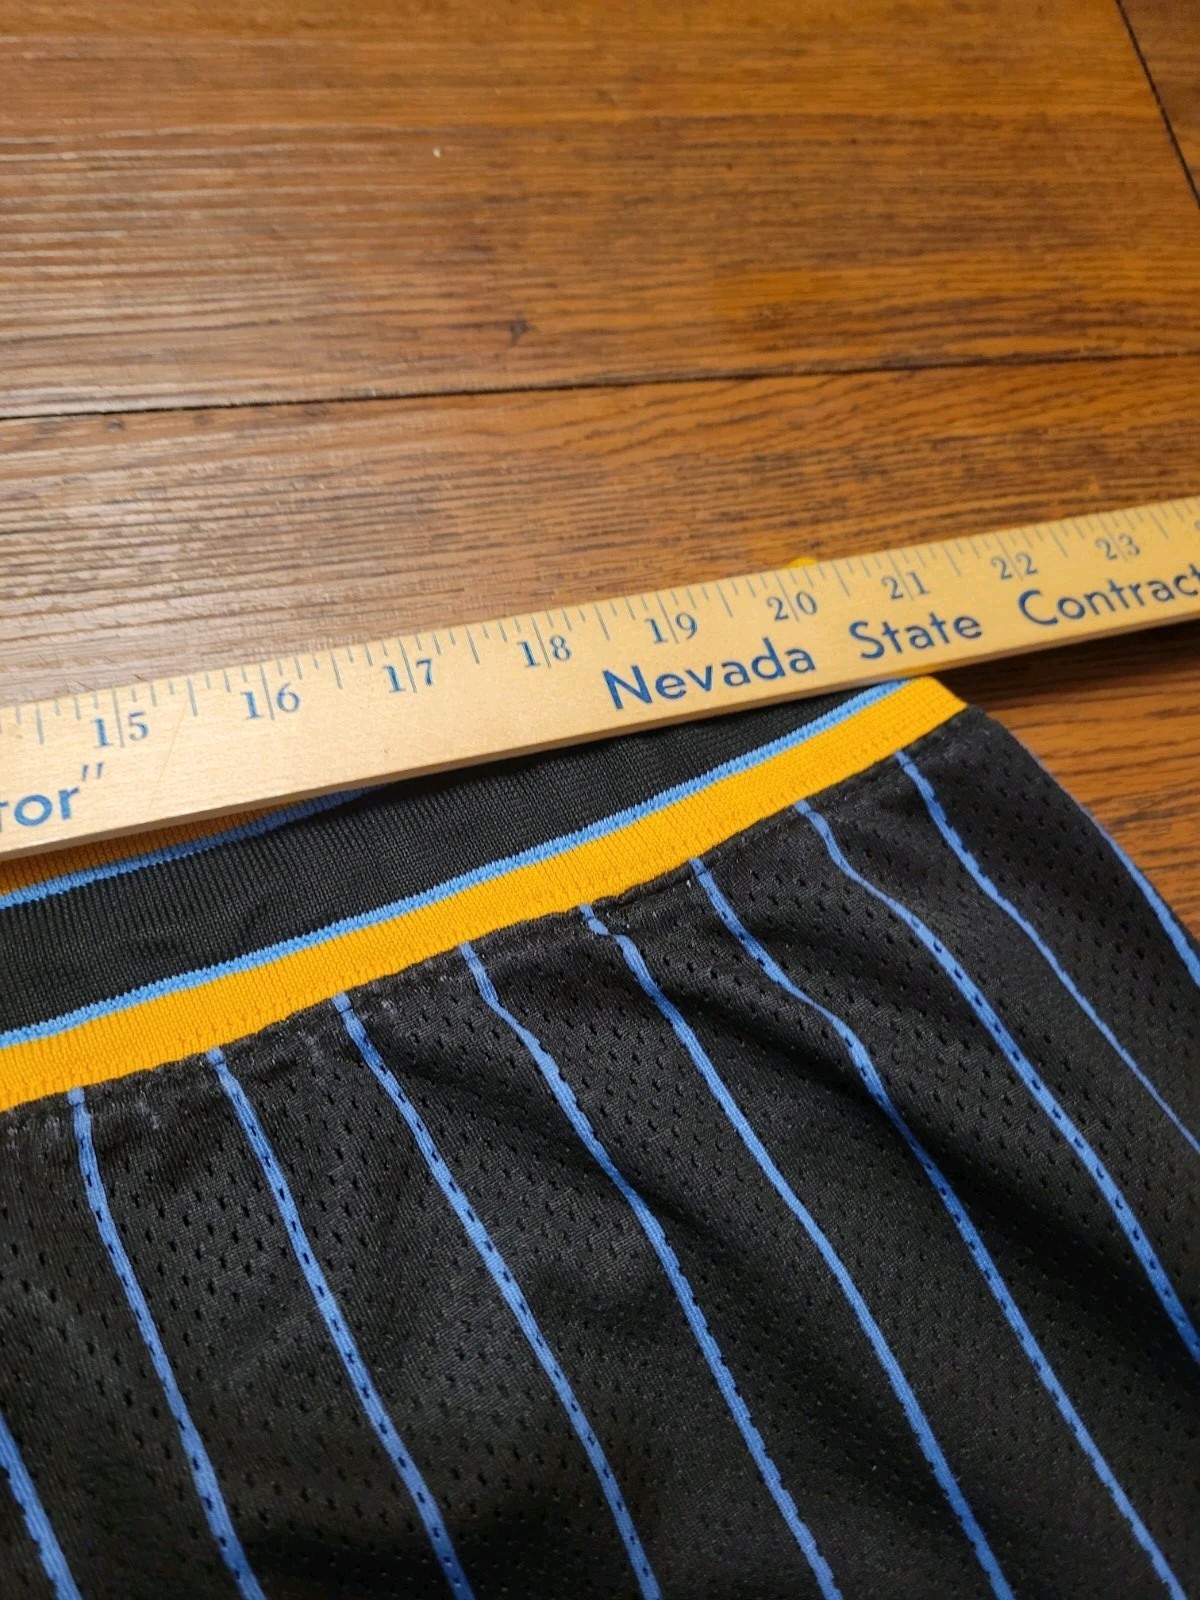 15 16 17 18 19 20 21 22 23
tor" Nevada State Contract